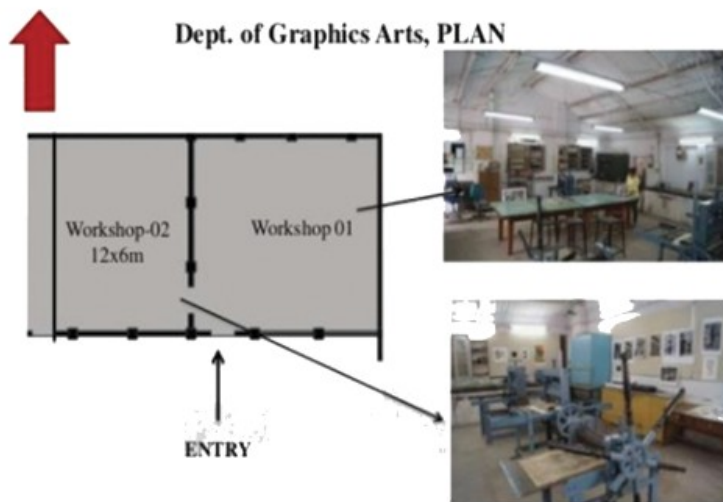 Dept. of Graphics Arts, PLAN
Workshop-02
12x6m
Workshop 01
ENTRY